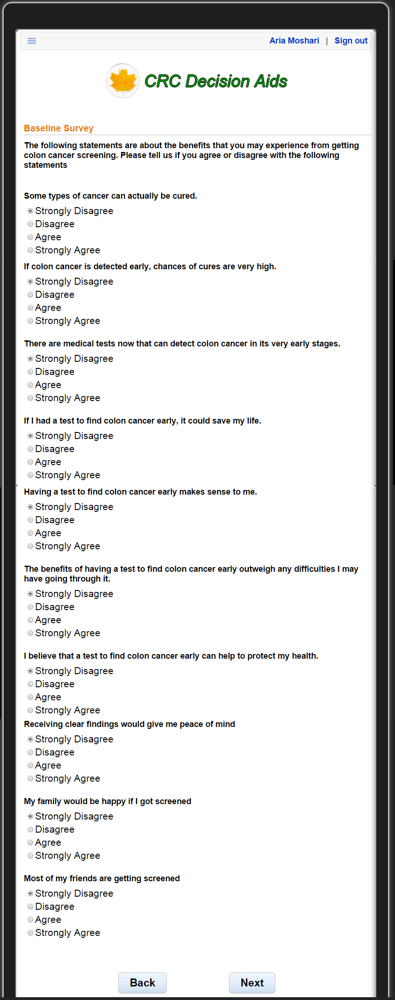 Aria Moshari | Sign out
CRC Decision Aids
Baseline Survey
The following statements are about the benefits that you may experience from getting
colon cancer screening. Please tell us if you agree or disagree with the following
statements
Some types of cancer can actually be cured.
Strongly Disagree
Disagree
Agree
Strongly Agree
If colon cancer is detected early, chances of cures are very high.
Strongly Disagree
Disagree
Agree
Strongly Agree
There are medical tests now that can detect colon cancer in its very early stages.
Strongly Disagree
Disagree
Agree
Strongly Agree
If I had a test to find colon cancer early, it could save my life.
Strongly Disagree
Disagree
Agree
Strongly Agree
Having a test to find colon cancer early makes sense to me.
Strongly Disagree
Disagree
Agree
Strongly Agree
The benefits of having a test to find colon cancer early outweigh any difficulties I may
have going through it.
Strongly Disagree
Disagree
Agree
Strongly Agree
I believe that a test to find colon cancer early can help to protect my health.
Strongly Disagree
Disagree
Agree
Strongly Agree
Receiving clear findings would give me peace of mind
Strongly Disagree
Disagree
Agree
Strongly Agree
My family would be happy if I got screened
Strongly Disagree
Disagree
Agree
Strongly Agree
Most of my friends are getting screened
Strongly Disagree
Disagree
Agree
Strongly Agree
Back Next